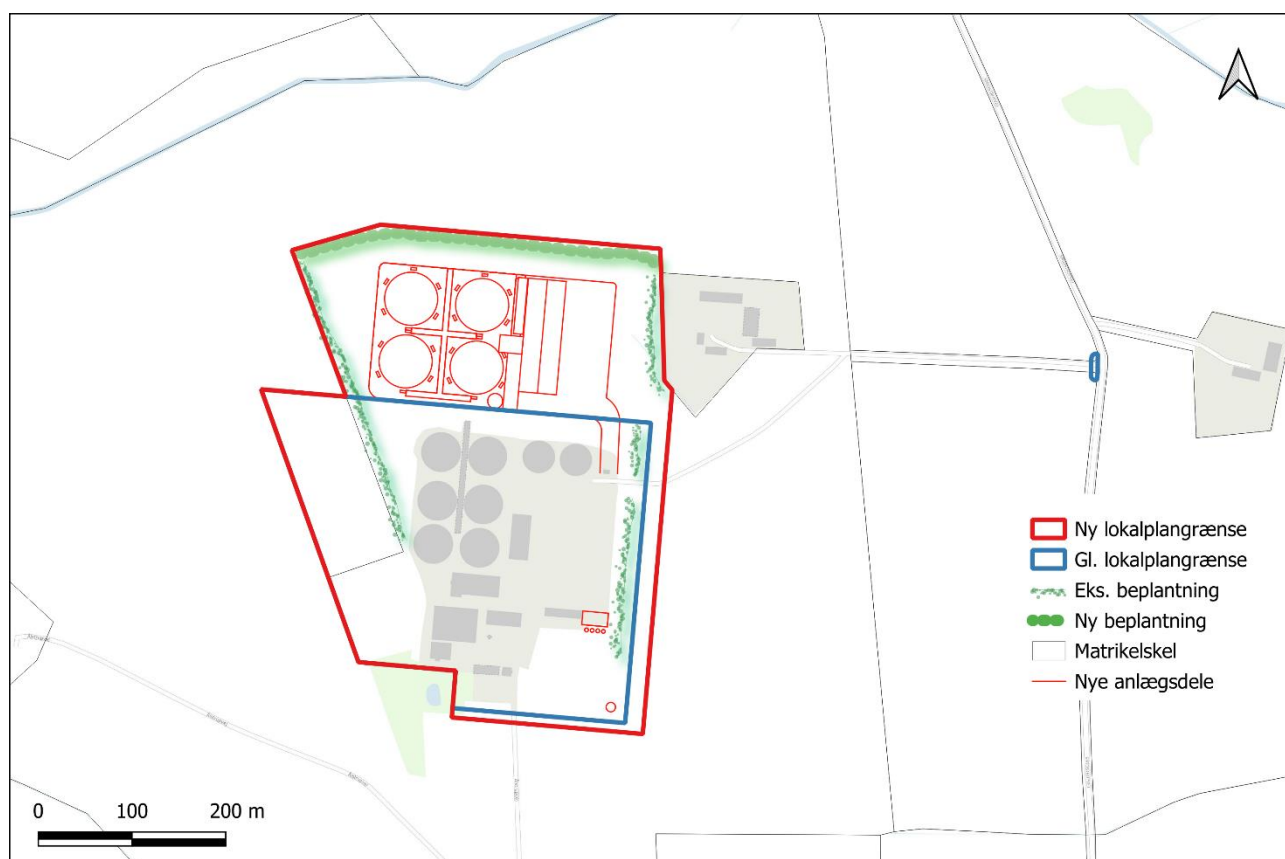 Ny lokalplangrænse
Gl. lokalplangrænse
Eks. beplantning
Ny beplantning
Matrikelskel
Nye anlægsdele
0 100 200 m